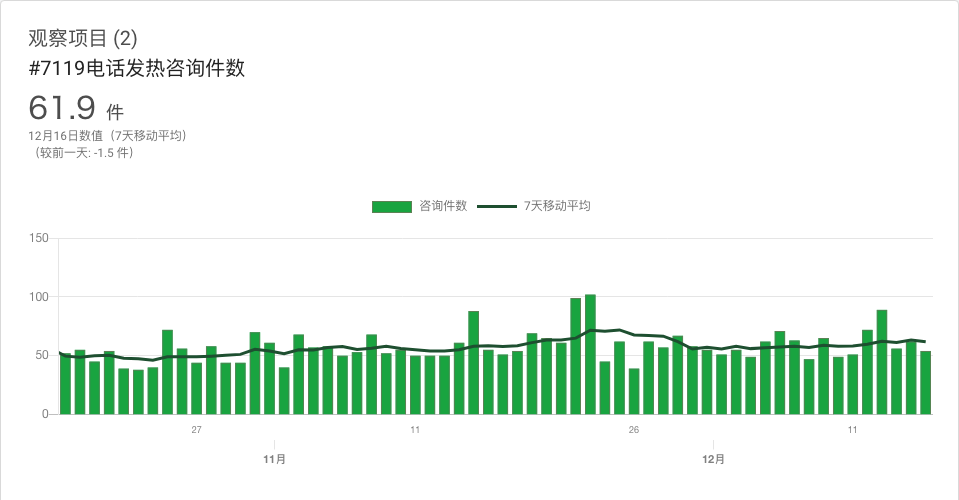 观察项目 (2)
#7119电话发热咨询件数
61.9 件
12月16日数值（7天移动平均）
（较前一天: -1.5 件）
咨询件数 7天移动平均
150
100
50
0
27 11 26 11
11月 12月